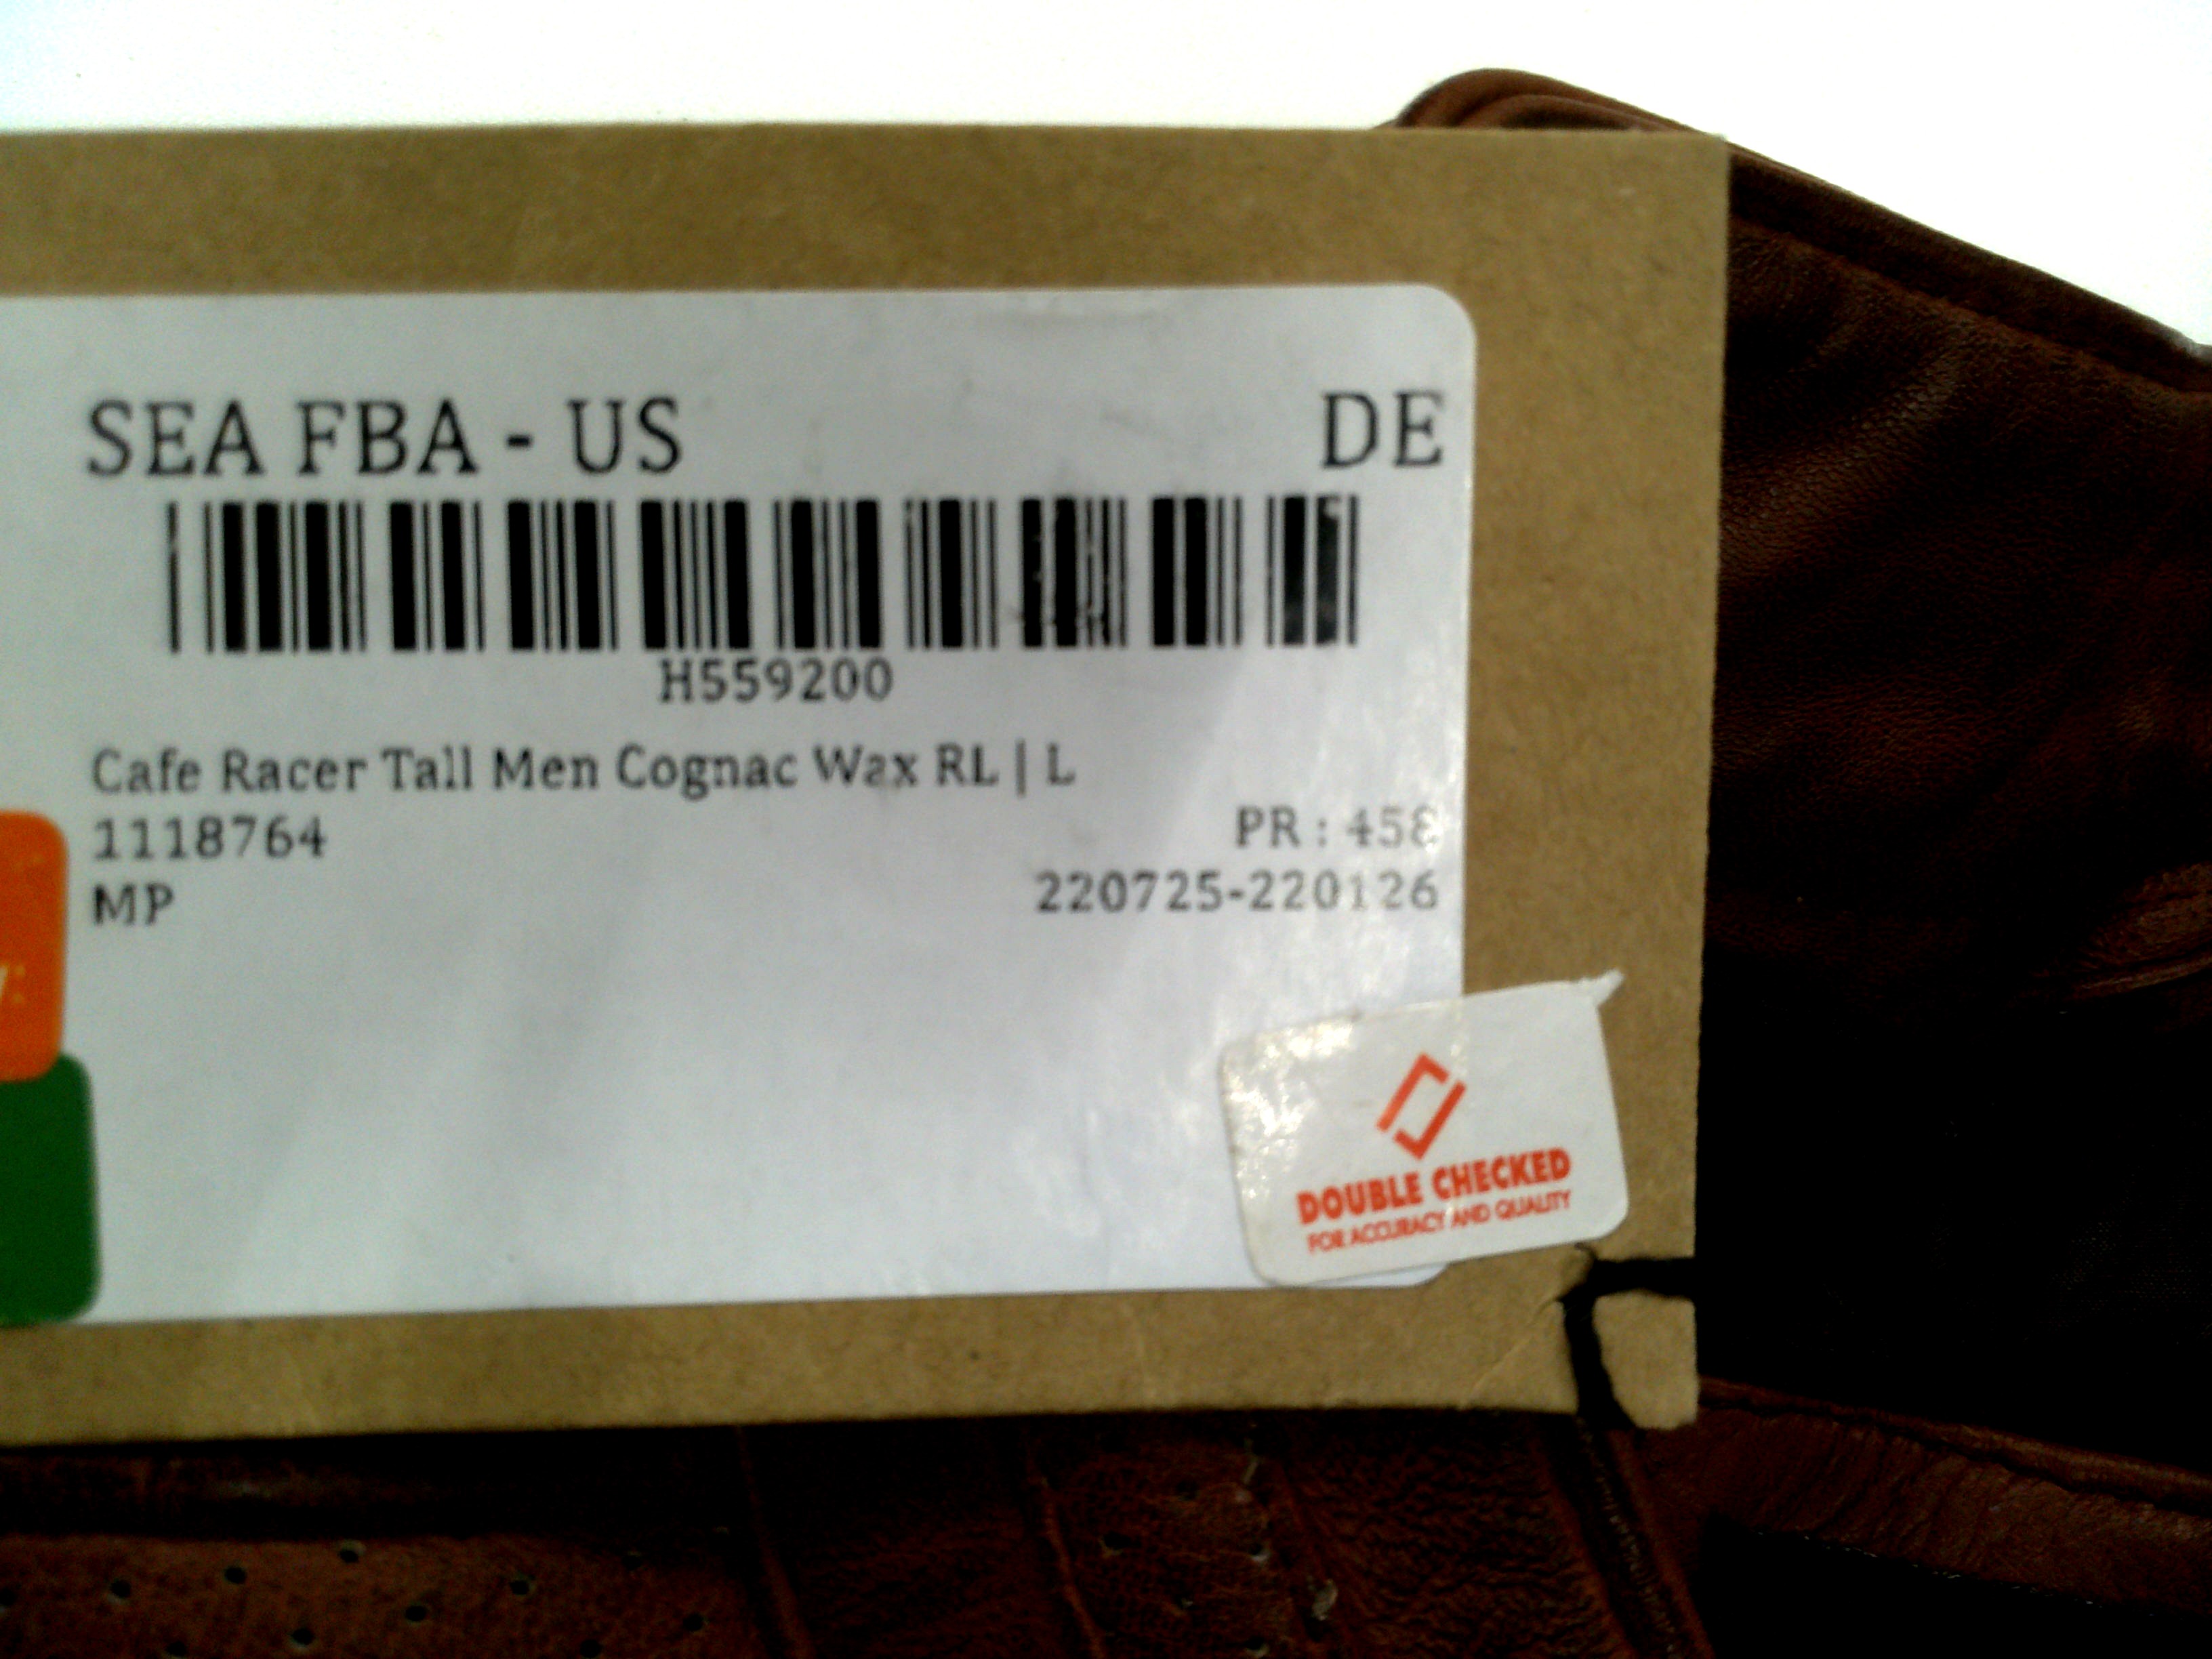 SEA FBA - US DE
H559200
Cafe Racer Tall Men Cognac Wax RL | L
1118764
PR : 458
MP
220725-220126
DOUBLE CHECKED
FOR ACCURACY AND QUALITY